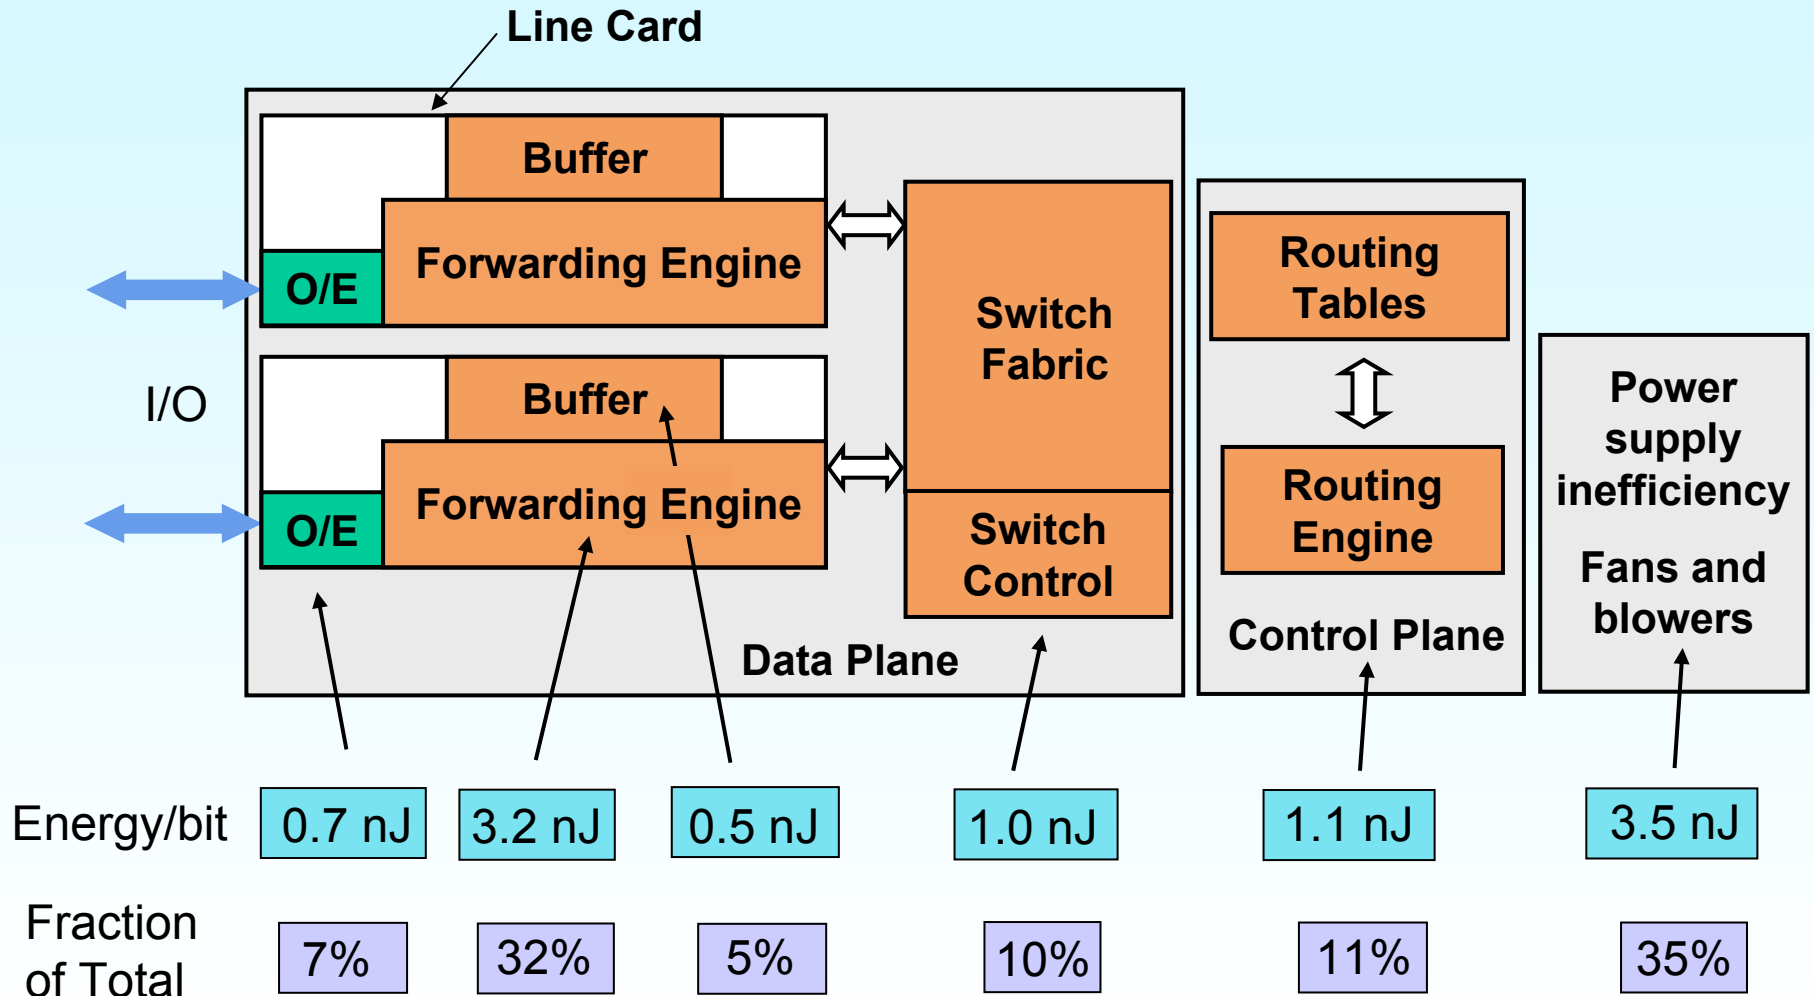 Line Card
Buffer
Forwarding Engine
O/E
I/O
Buffer
Forwarding Engine
O/E
Switch
Fabric
Switch
Control
Data Plane
Routing
Tables
Routing
Engine
Control Plane
Power
supply
inefficiency
Fans and
blowers
Energy/bit
0.7 nJ
3.2 nJ
0.5 nJ
1.0 nJ
1.1 nJ
3.5 nJ
Fraction
of Total
7%
32%
5%
10%
11%
35%